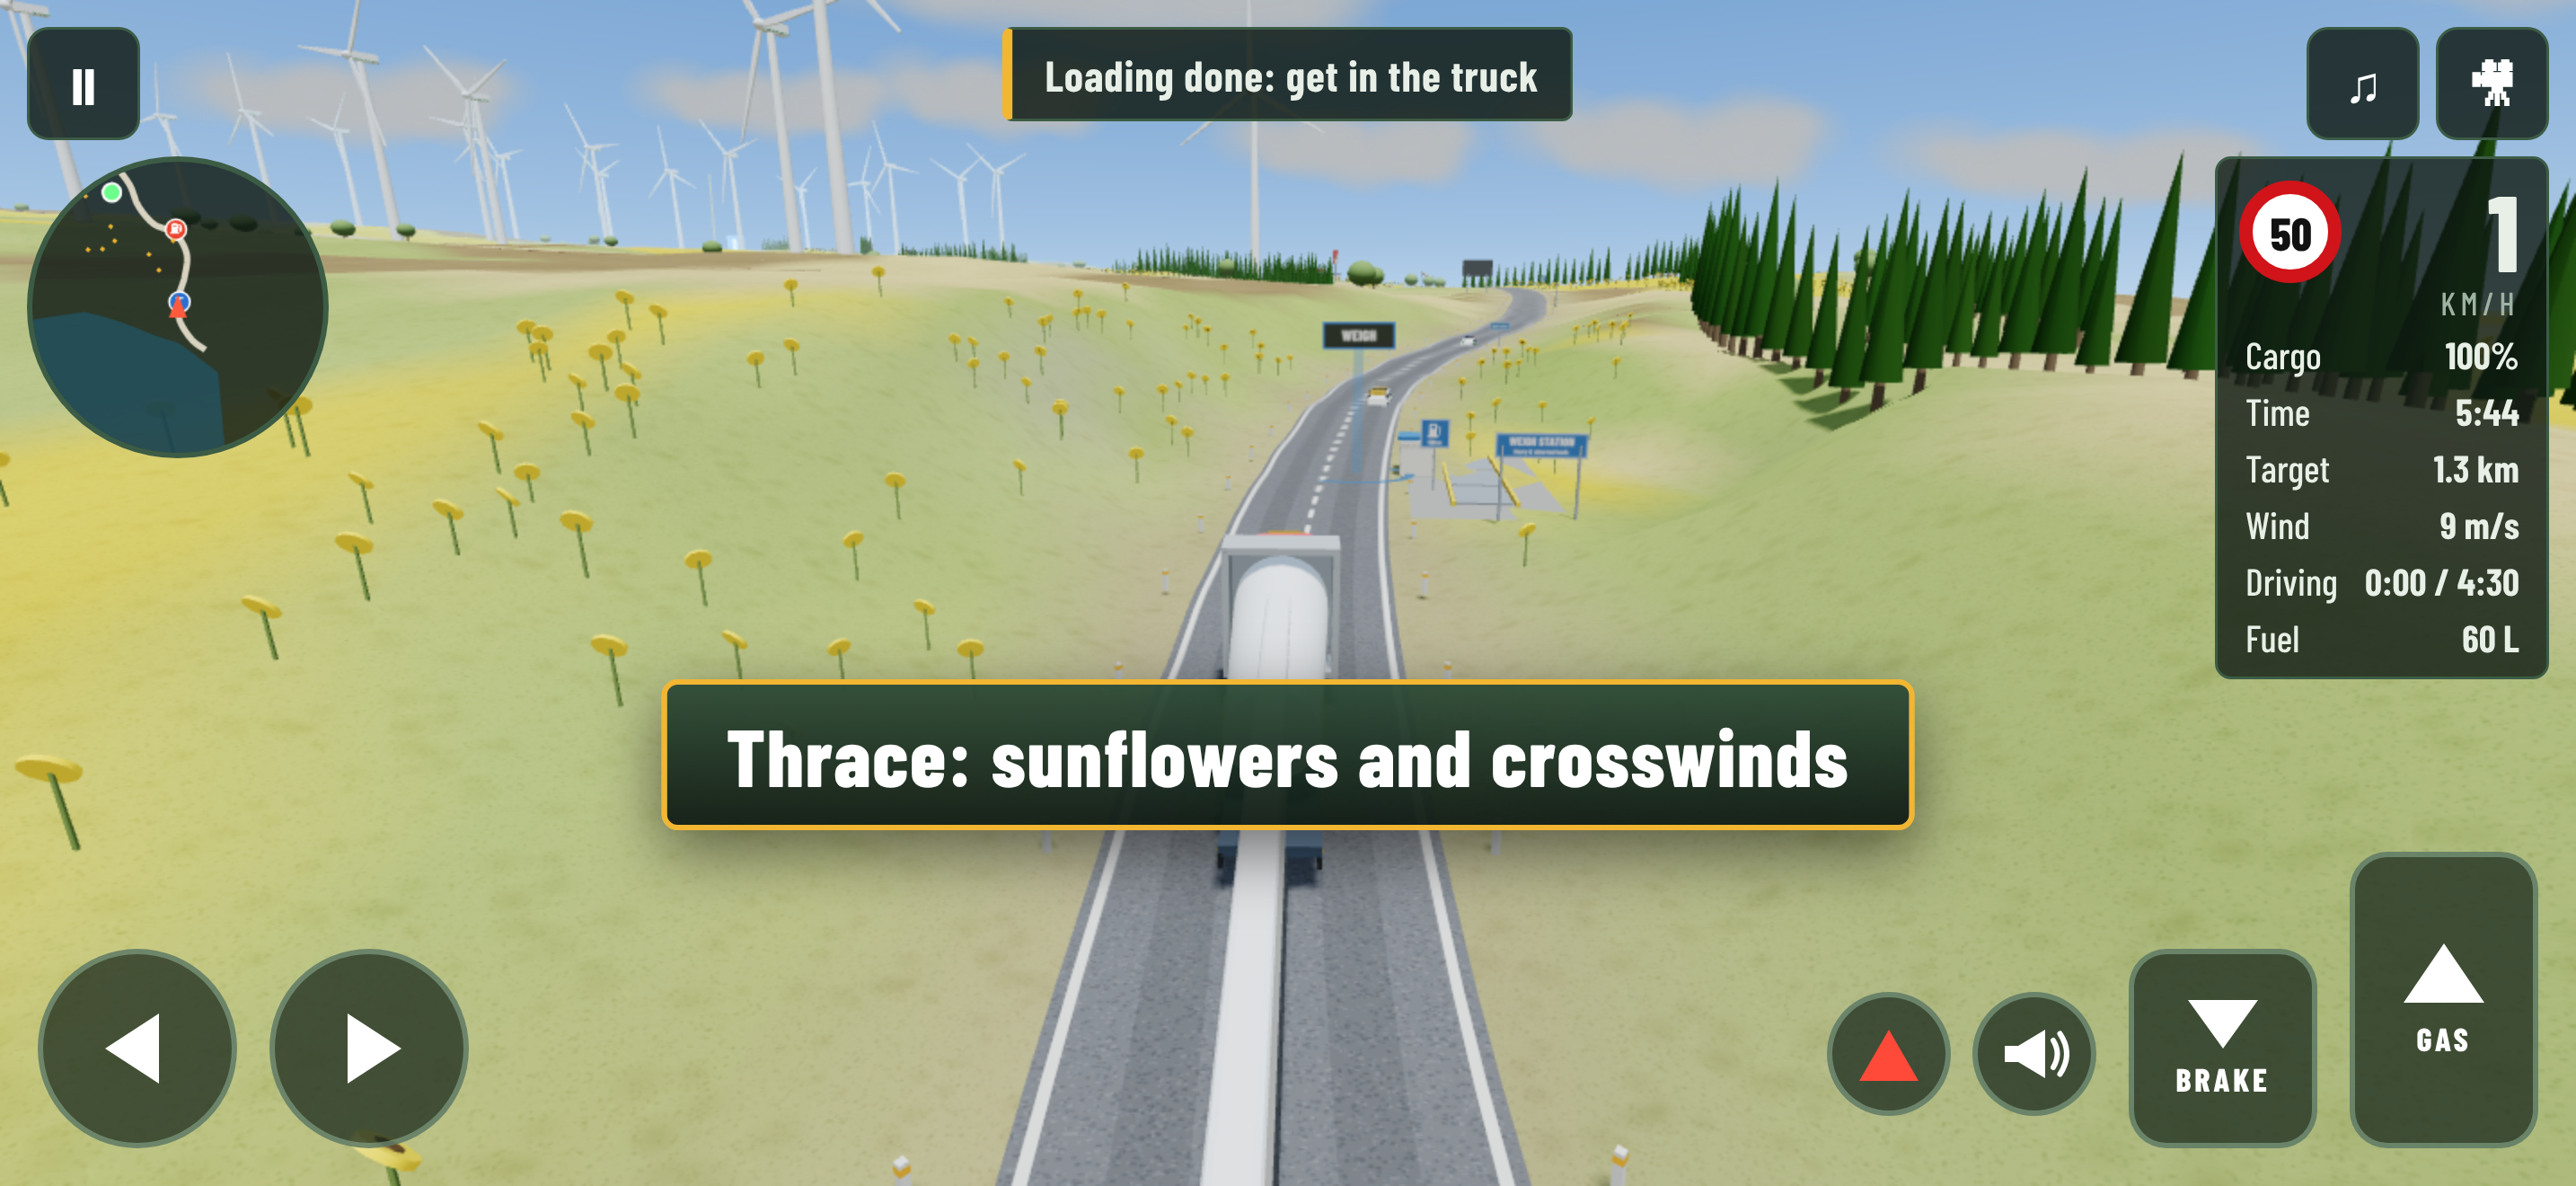 Loading done: get in the truck
50
1
KM/H
Cargo 100%
Time 5:44
Target 1.3 km
Wind 9 m/s
Driving 0:00 / 4:30
Fuel 60 L
WEIGH
WEIGH STATION
Thrace: sunflowers and crosswinds
BRAKE
GAS